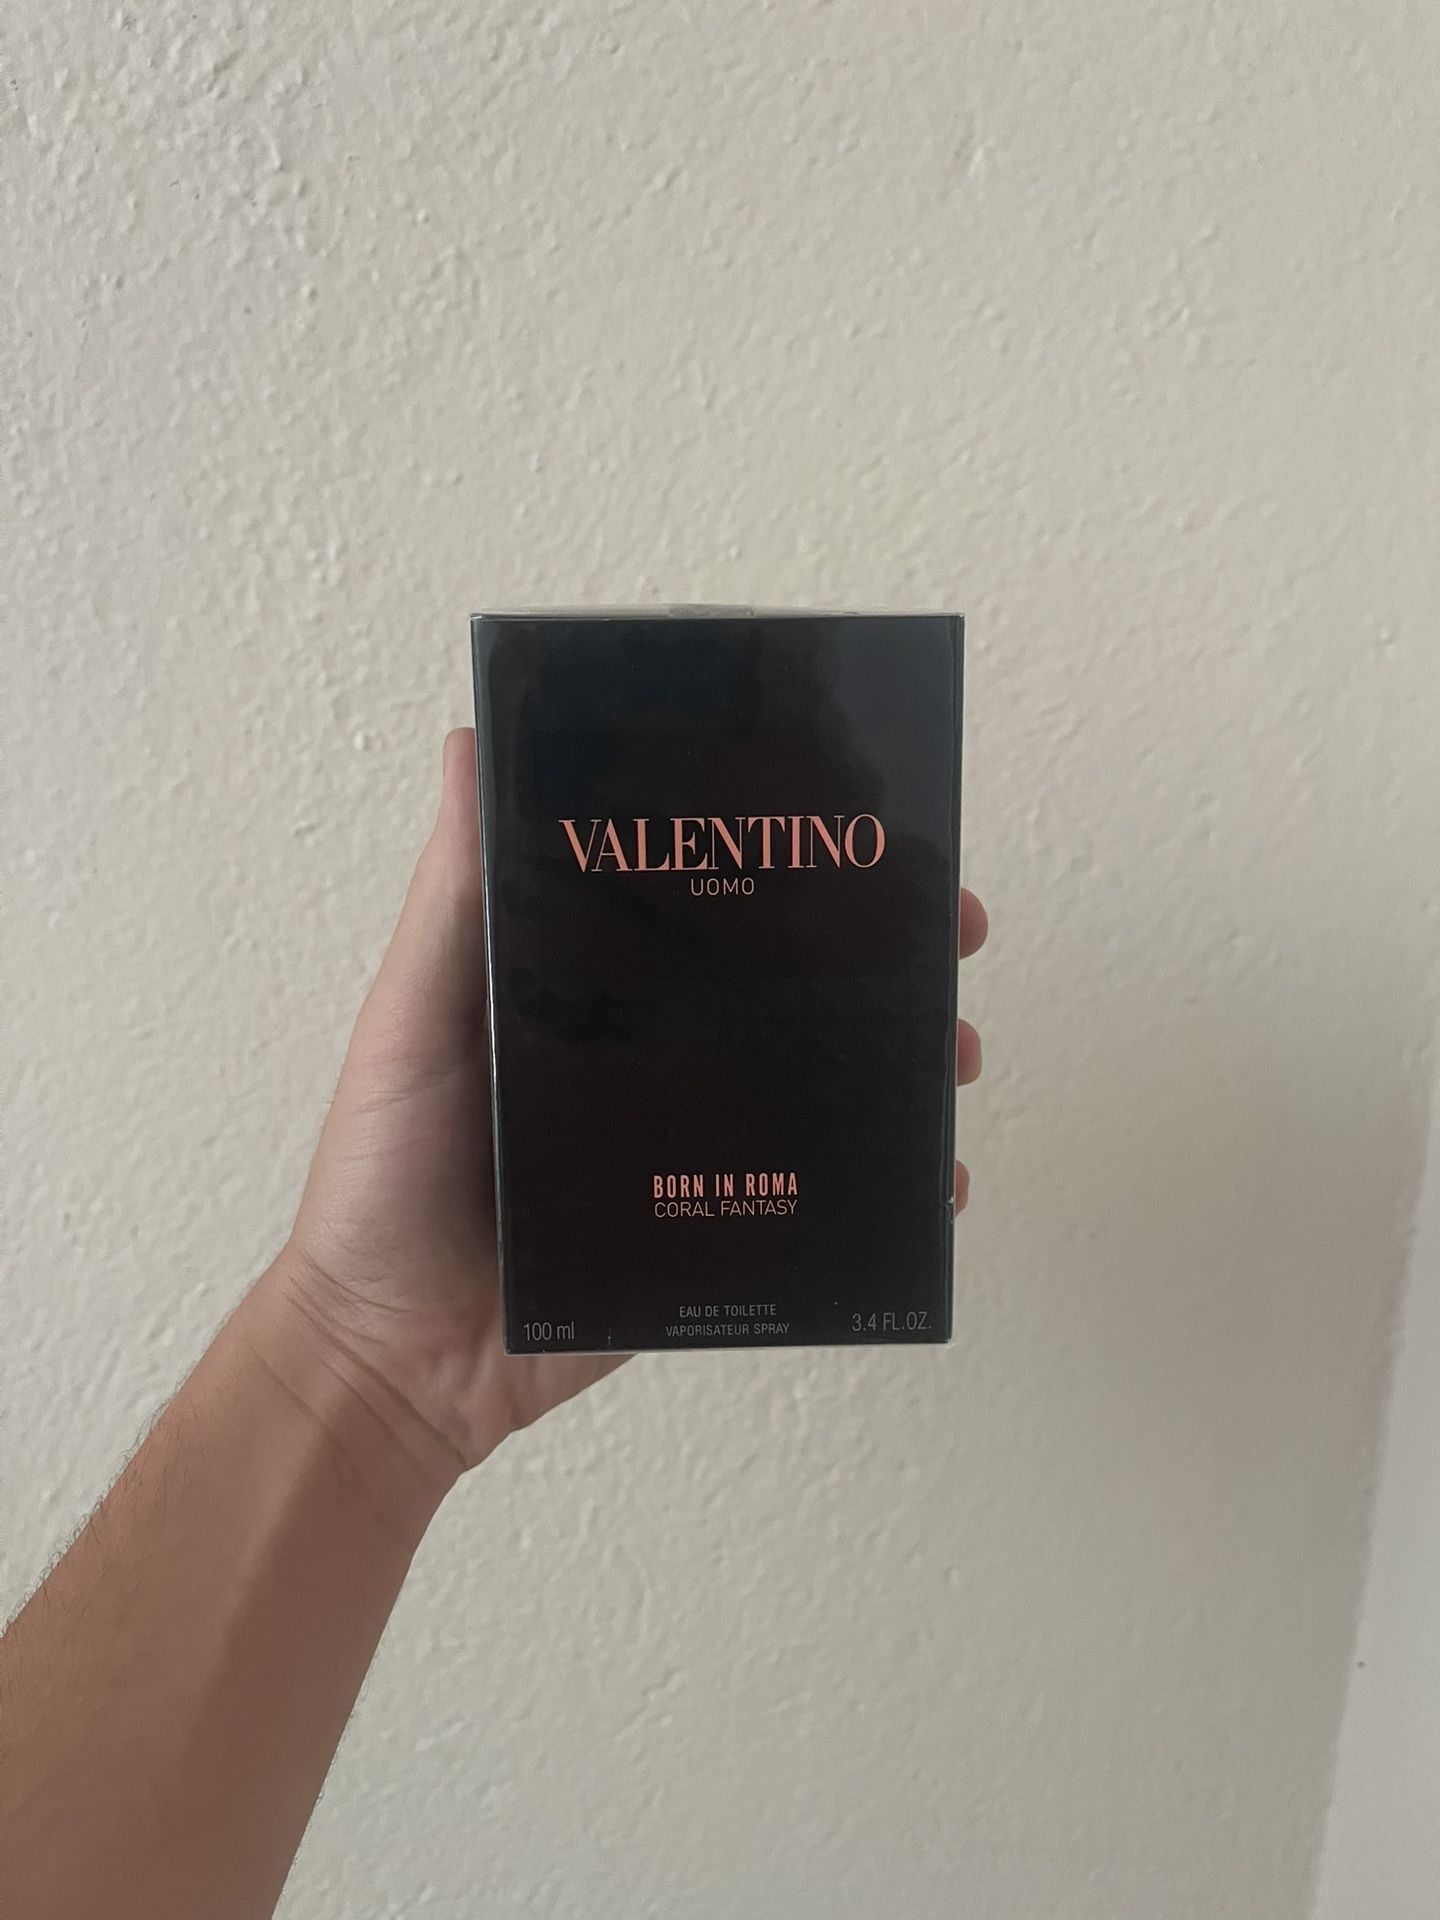 VALENTINO
UOMO
BORN IN ROMA
CORAL FANTASY
EAU DE TOILETTE
100 ml VAPORISATEUR SPRAY 3.4 FL.OZ.